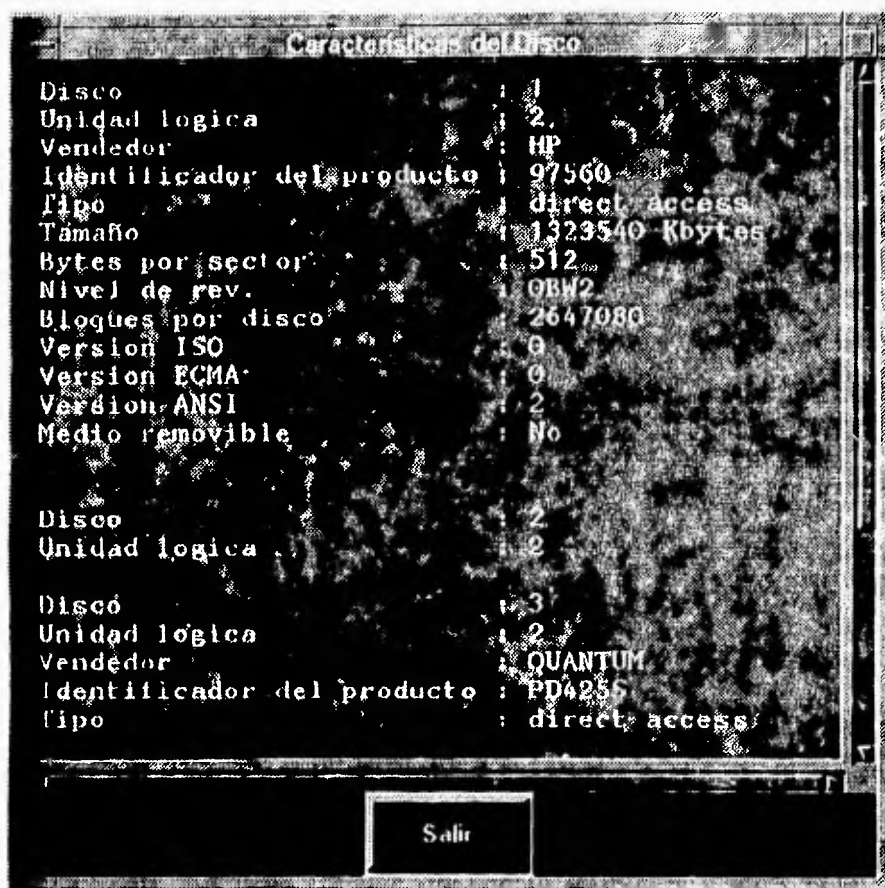 Caracteristicas del Disco
Disco : 1
Unidad logica : 2
Vendedor : HP
Identificador del producto : 97560
Tipo : direct access
Tamaño : 1323540 Kbytes
Bytes por sector : 512
Nivel de rev. : 0BW2
Bloques por disco : 2647080
Version ISO : 0
Version ECMA : 0
Version ANSI : 2
Medio removible : No
Disco : 2
Unidad logica : 2
Disco : 3
Unidad logica : 2
Vendedor : QUANTUM
Identificador del producto : PD425S
Tipo : direct access
Salir